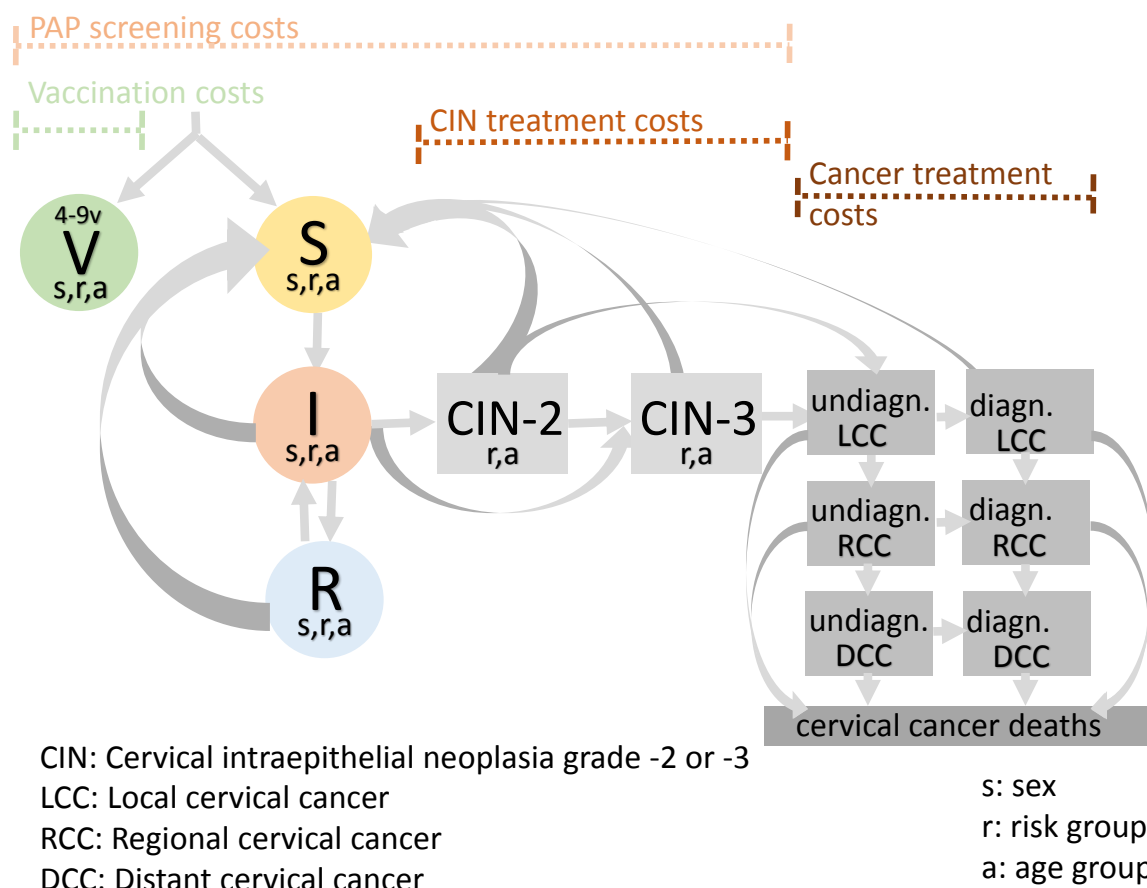 PAP screening costs
Vaccination costs
CIN treatment costs
Cancer treatment
costs
4-9v
V
s,r,a
S
s,r,a
I
s,r,a
CIN-2
r,a
CIN-3
r,a
undiagn.
LCC
diagn.
LCC
undiagn.
RCC
diagn.
RCC
R
s,r,a
undiagn.
DCC
diagn.
DCC
cervical cancer deaths
CIN: Cervical intraepithelial neoplasia grade -2 or -3
LCC: Local cervical cancer
RCC: Regional cervical cancer
DCC: Distant cervical cancer
s: sex
r: risk group
a: age group